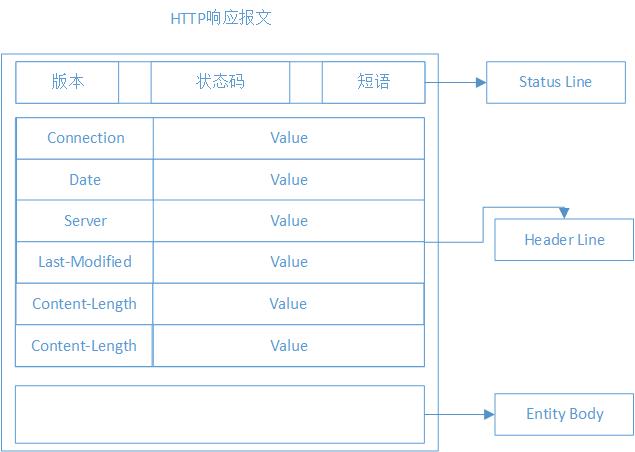 HTTP响应报文
版本 状态码 短语 Status Line
Connection Value
Date Value
Server Value
Header Line
Last-Modified Value
Content-Length Value
Content-Length Value
Entity Body